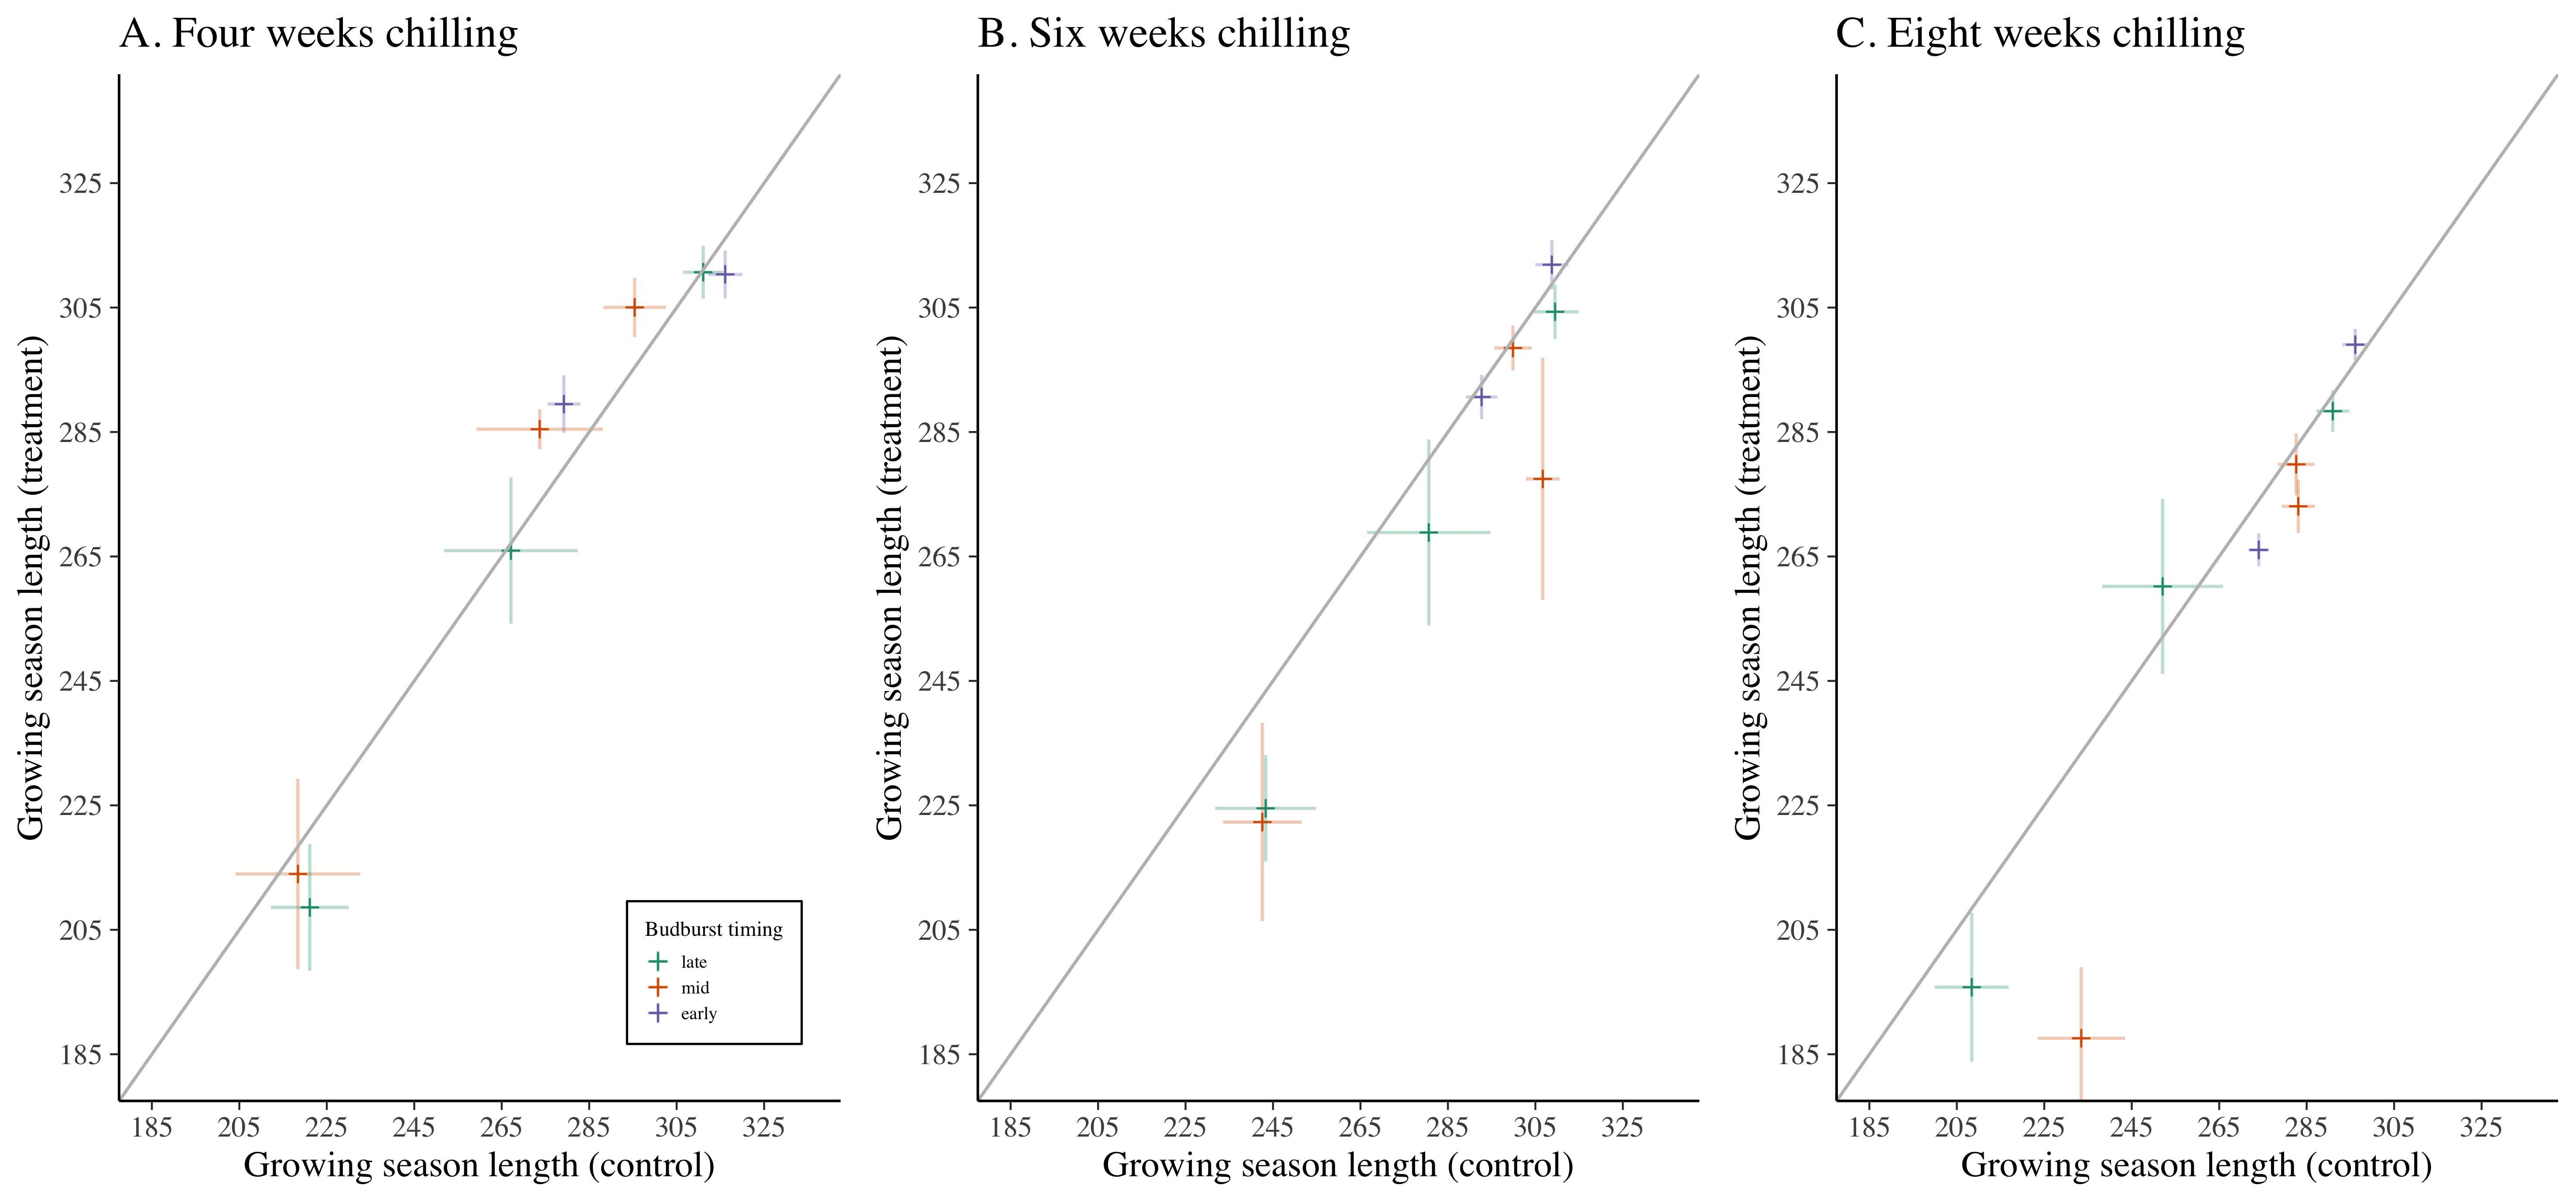 A. Four weeks chilling
Growing season length (treatment)
325
305
285
265
245
225
205
185
185 205 225 245 265 285 305 325
Growing season length (control)
Budburst timing
late
mid
early
B. Six weeks chilling
Growing season length (treatment)
325
305
285
265
245
225
205
185
185 205 225 245 265 285 305 325
Growing season length (control)
C. Eight weeks chilling
Growing season length (treatment)
325
305
285
265
245
225
205
185
185 205 225 245 265 285 305 325
Growing season length (control)